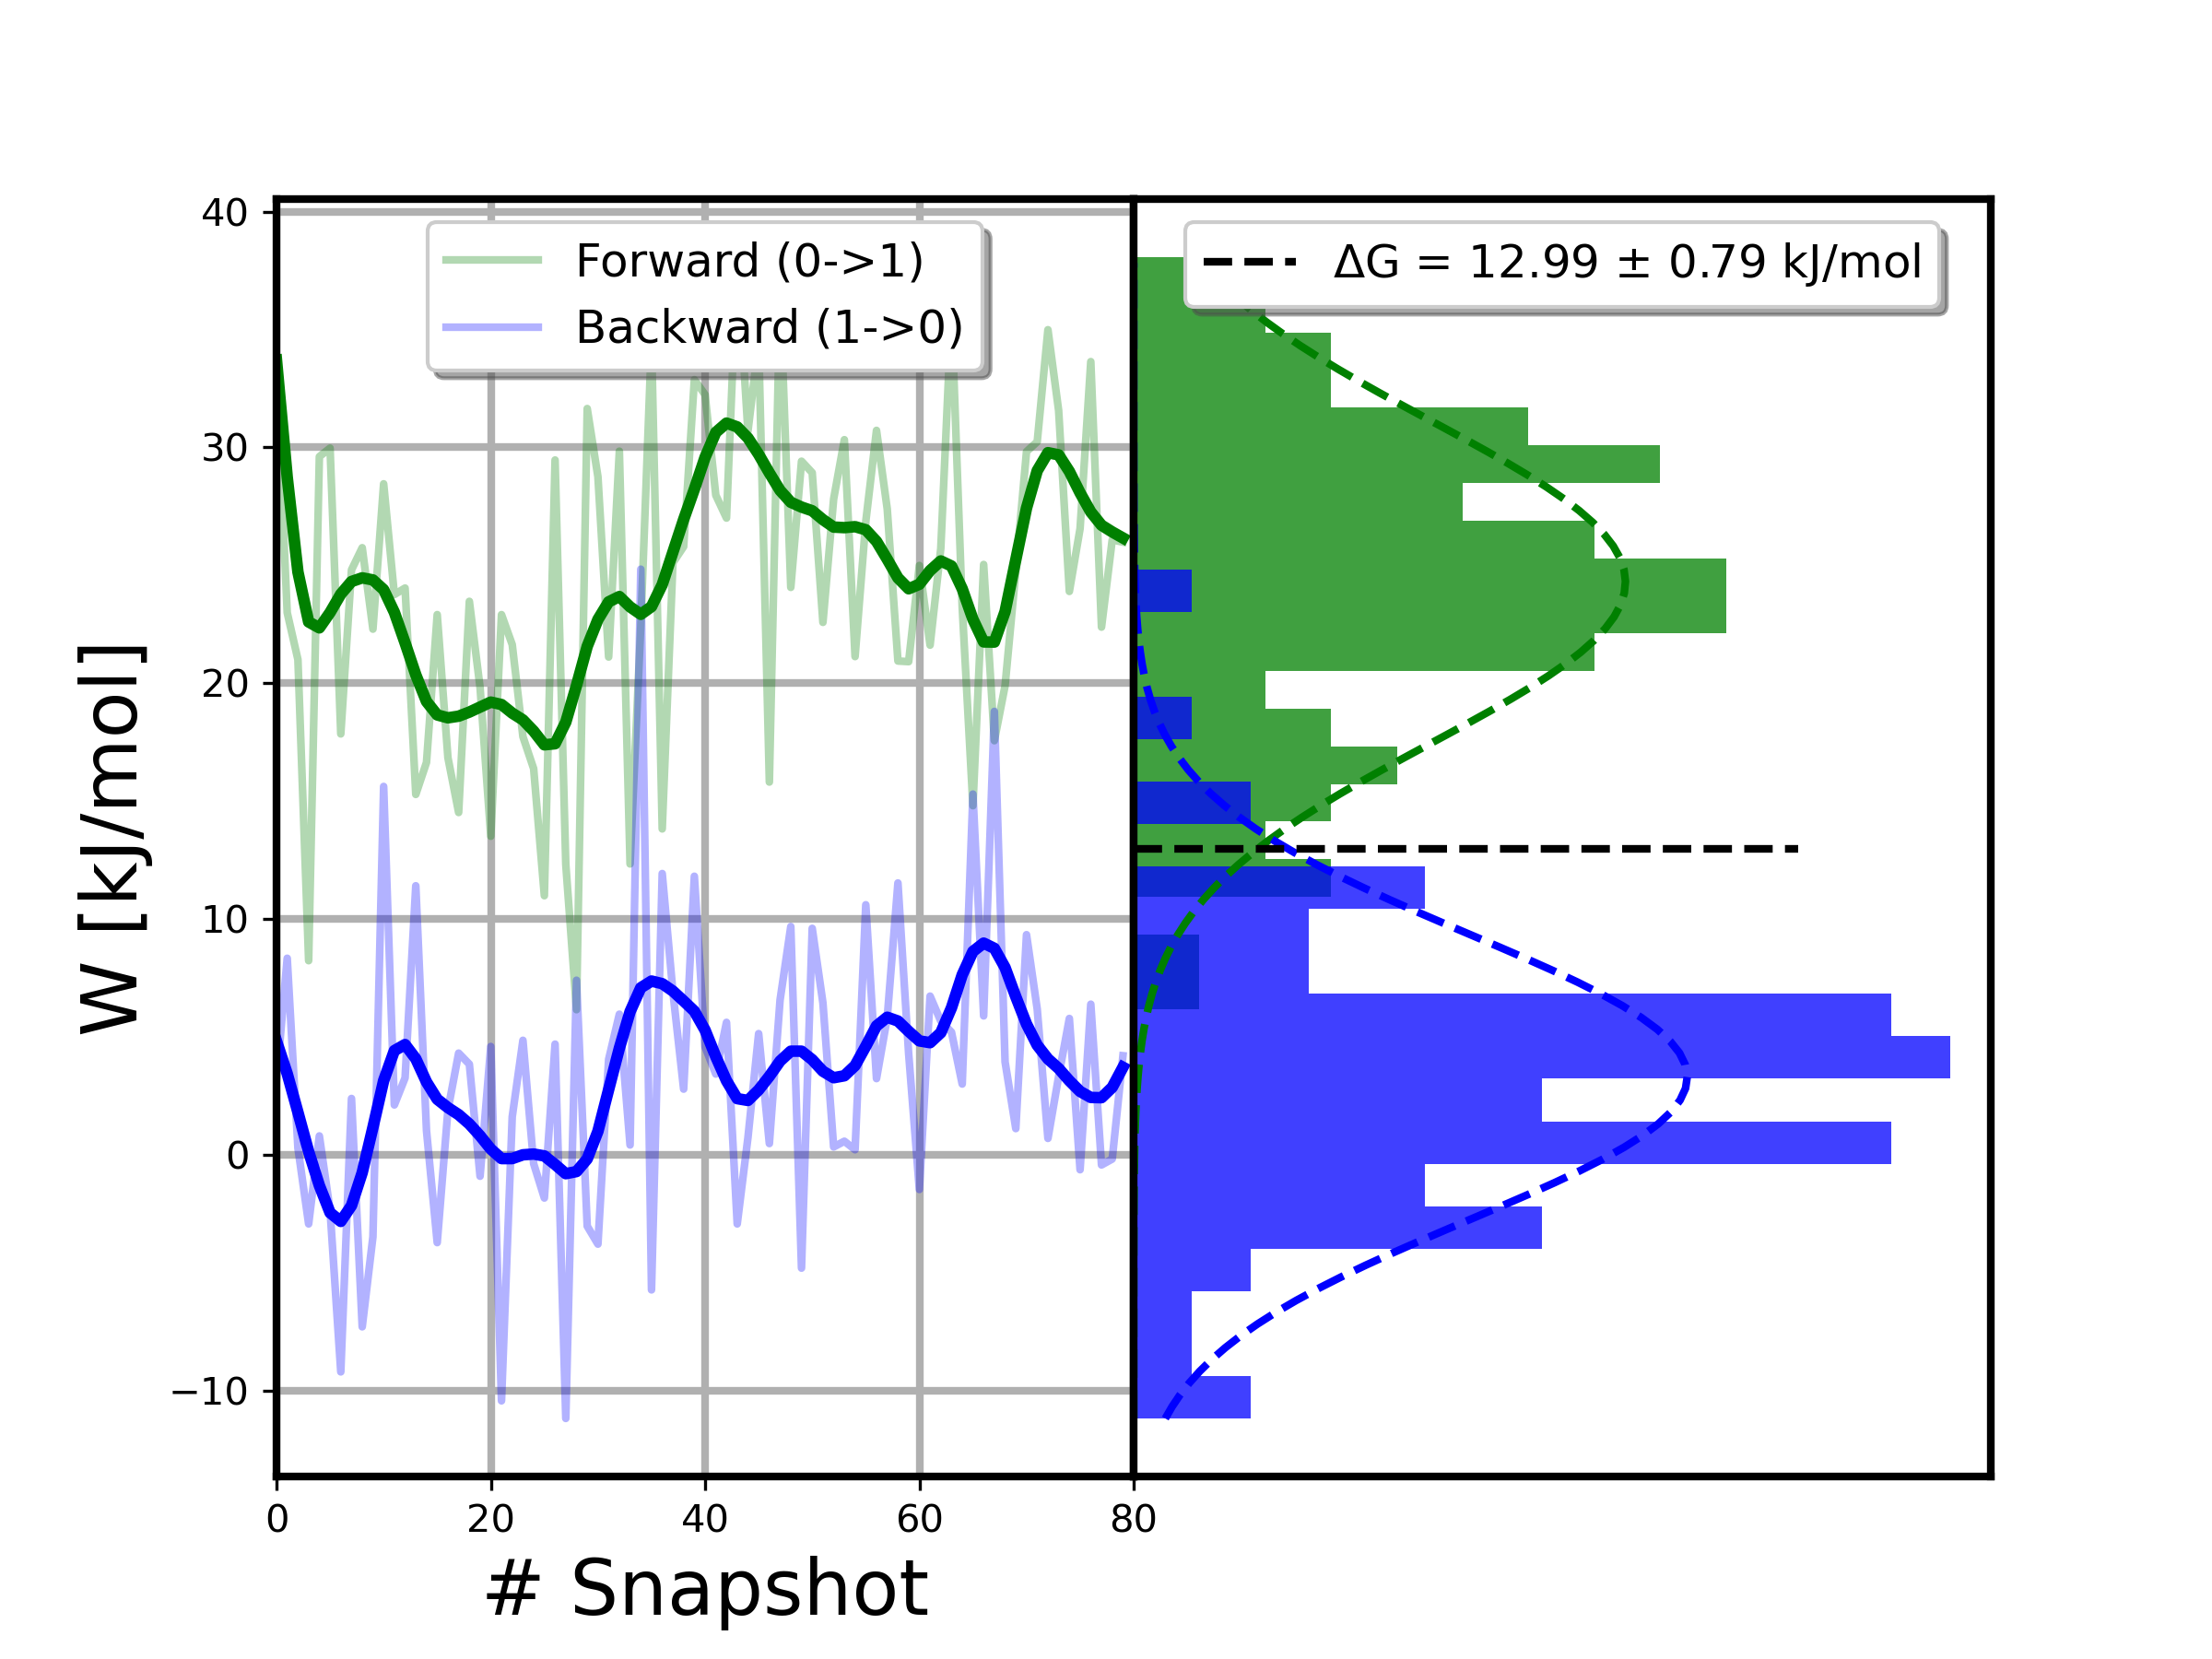 40
30
20
10
0
−10
0
20
40
60
80
W [kJ/mol]
# Snapshot
Forward (0->1)
Backward (1->0)
ΔG = 12.99 ± 0.79 kJ/mol